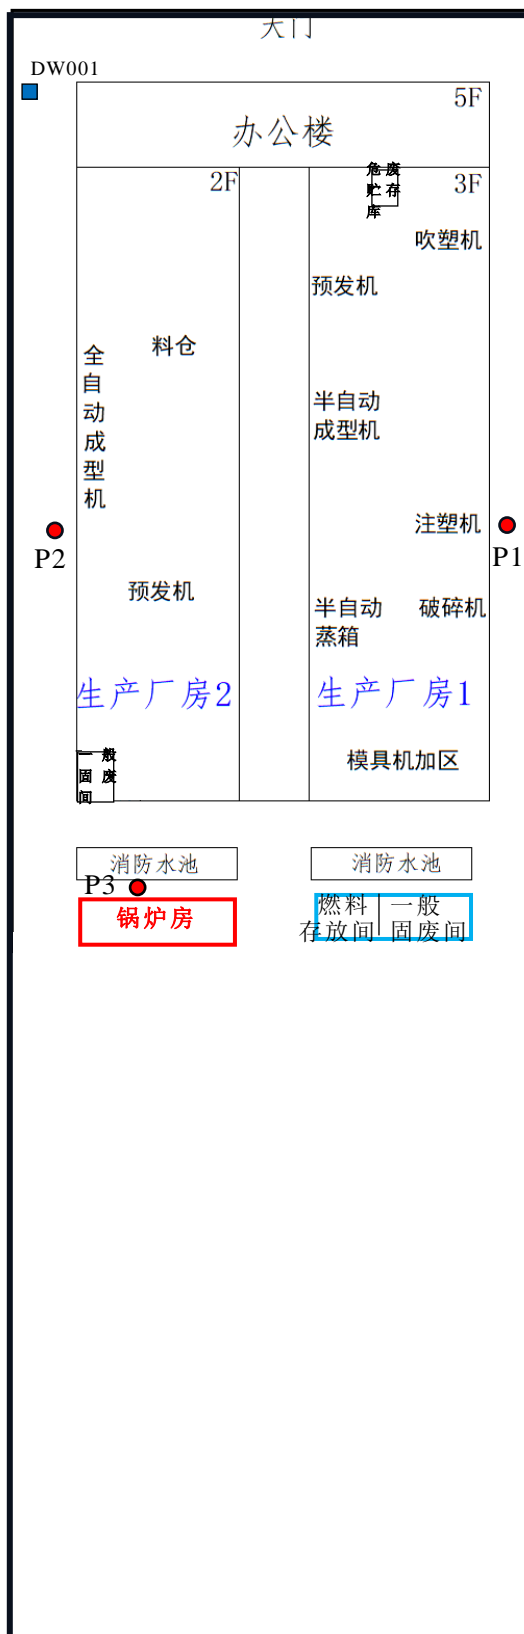 大门
DW001
5F
办公楼
2F
危废
贮存
库
3F
吹塑机
预发机
料仓
全自动成型机
半自动
成型机
注塑机
P2
P1
预发机
半自动
蒸箱
破碎机
生产厂房2
生产厂房1
一般
固废
间
模具机加区
消防水池
消防水池
P3
锅炉房
燃料
存放间
一般
固废间